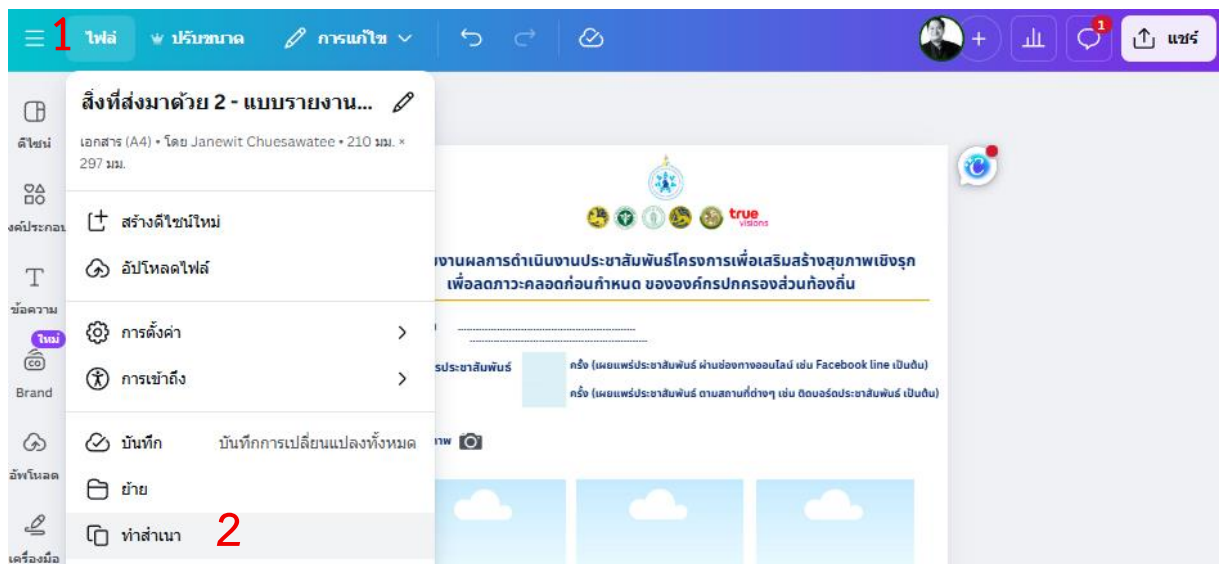 1 ไฟล์ ปรับขนาด การแก้ไข 1 แชร์
ดีไซน์
งค์ประกอบ
ข้อความ
ใหม่
Brand
อัพโหลด
เครื่องมือ
สิ่งที่ส่งมาด้วย 2 - แบบรายงาน...
เอกสาร (A4) • โดย Janewit Chuesawatee • 210 มม. ×
297 มม.
สร้างดีไซน์ใหม่
อัปโหลดไฟล์
การตั้งค่า
การเข้าถึง
บันทึก บันทึกการเปลี่ยนแปลงทั้งหมด
ย้าย
ทำสำเนา 2
true
visions
งานผลการดำเนินงานประชาสัมพันธ์โครงการเพื่อเสริมสร้างสุขภาพเชิงรุก
เพื่อลดภาวะคลอดก่อนกำหนด ขององค์กรปกครองส่วนท้องถิ่น
รประชาสัมพันธ์ ครั้ง (เผยแพร่ประชาสัมพันธ์ ผ่านช่องทางออนไลน์ เช่น Facebook line เป็นต้น)
ครั้ง (เผยแพร่ประชาสัมพันธ์ ตามสถานที่ต่างๆ เช่น ติดบอร์ดประชาสัมพันธ์ เป็นต้น)
าพ